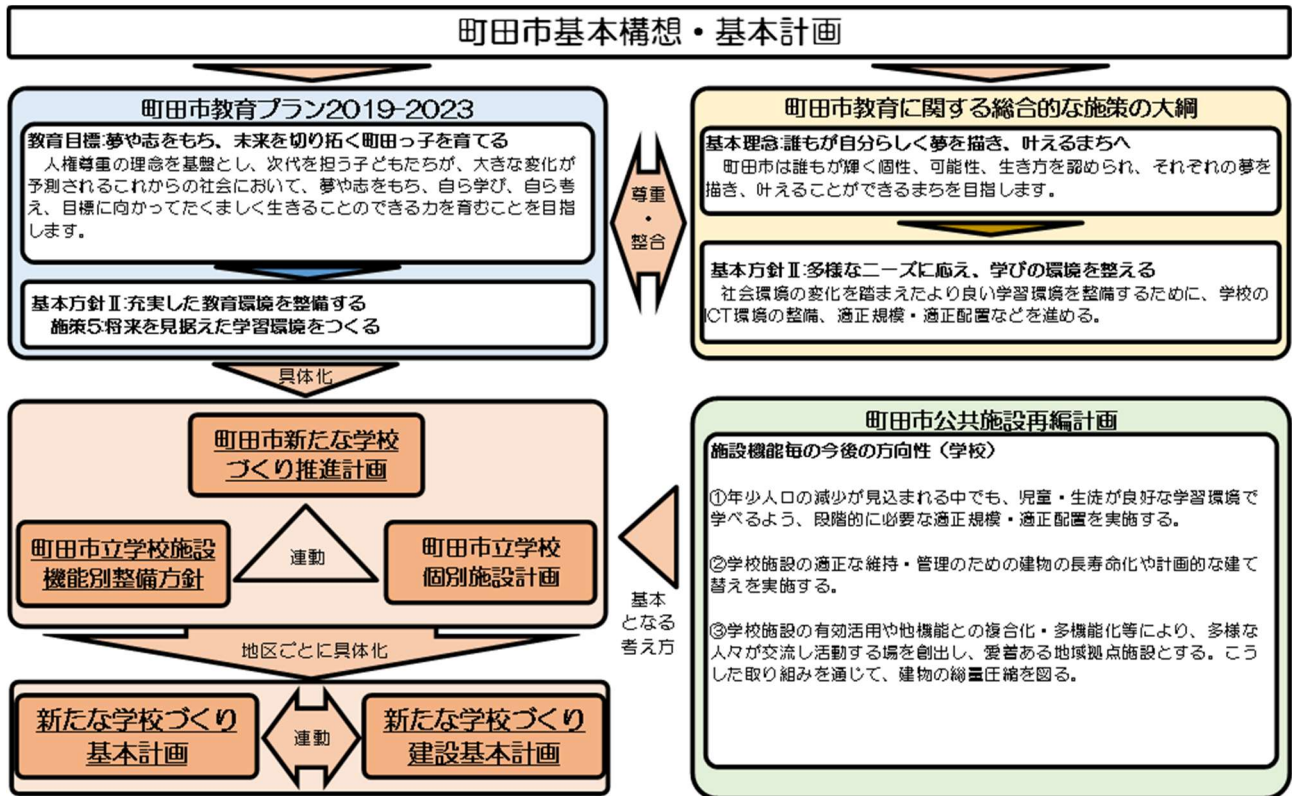 町田市基本構想・基本計画
町田市教育プラン2019-2023
教育目標:夢や志をもち、未来を切り拓く町田っ子を育てる
人権尊重の理念を基盤とし、次代を担う子どもたちが、大きな変化が
予測されるこれからの社会において、夢や志をもち、自ら学び、自ら考
え、目標に向かってたくましく生きることのできる力を育むことを目指
します。
基本方針Ⅱ:充実した教育環境を整備する
施策5:将来を見据えた学習環境をつくる
尊重
・
整合
町田市教育に関する総合的な施策の大綱
基本理念:誰もが自分らしく夢を描き、叶えるまちへ
町田市は誰もが輝く個性、可能性、生き方を認められ、それぞれの夢を
描き、叶えることができるまちを目指します。
基本方針Ⅱ:多様なニーズに応え、学びの環境を整える
社会環境の変化を踏まえたより良い学習環境を整備するために、学校の
ICT環境の整備、適正規模・適正配置などを進める。
具体化
町田市新たな学校
づくり推進計画
町田市立学校施設
機能別整備方針
連動
町田市立学校
個別施設計画
地区ごとに具体化
新たな学校づくり
基本計画
連動
新たな学校づくり
建設基本計画
基本
となる
考え方
町田市公共施設再編計画
施設機能毎の今後の方向性（学校）
①年少人口の減少が見込まれる中でも、児童・生徒が良好な学習環境で
学べるよう、段階的に必要な適正規模・適正配置を実施する。
②学校施設の適正な維持・管理のための建物の長寿命化や計画的な建て
替えを実施する。
③学校施設の有効活用や他機能との複合化・多機能化等により、多様な
人々が交流し活動する場を創出し、愛着ある地域拠点施設とする。こう
した取り組みを通じて、建物の総量圧縮を図る。